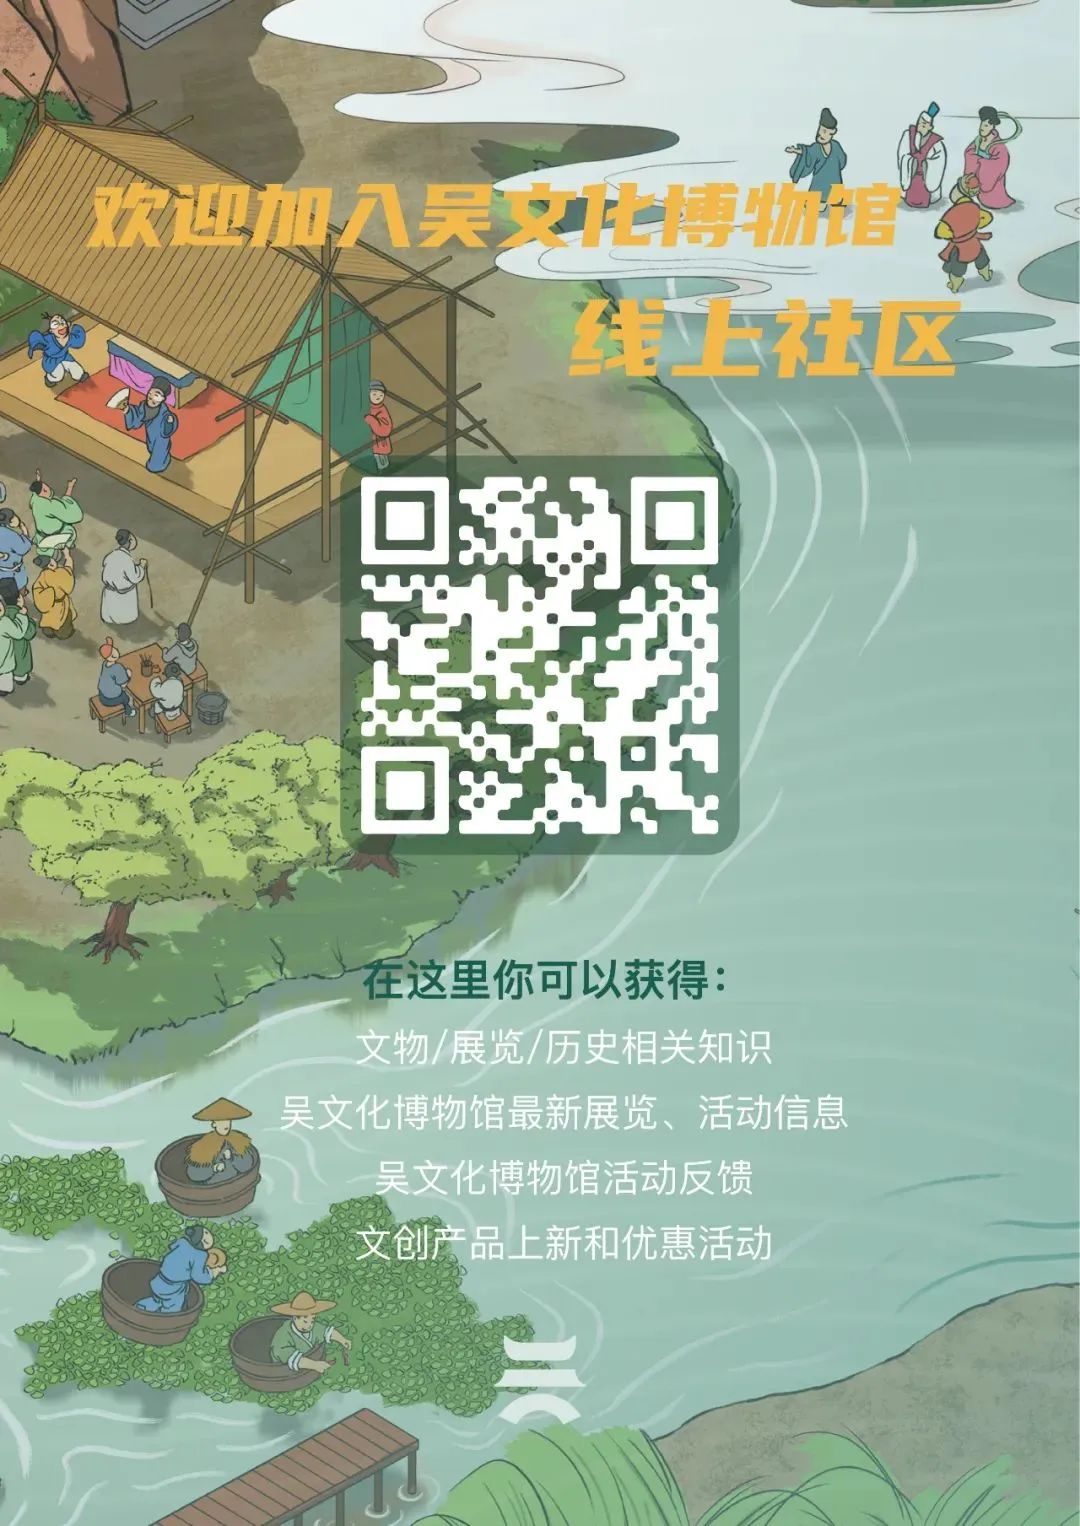 欢迎加入吴文化博物馆
线上社区
在这里你可以获得：
文物/展览/历史相关知识
吴文化博物馆最新展览、活动信息
吴文化博物馆活动反馈
文创产品上新和优惠活动